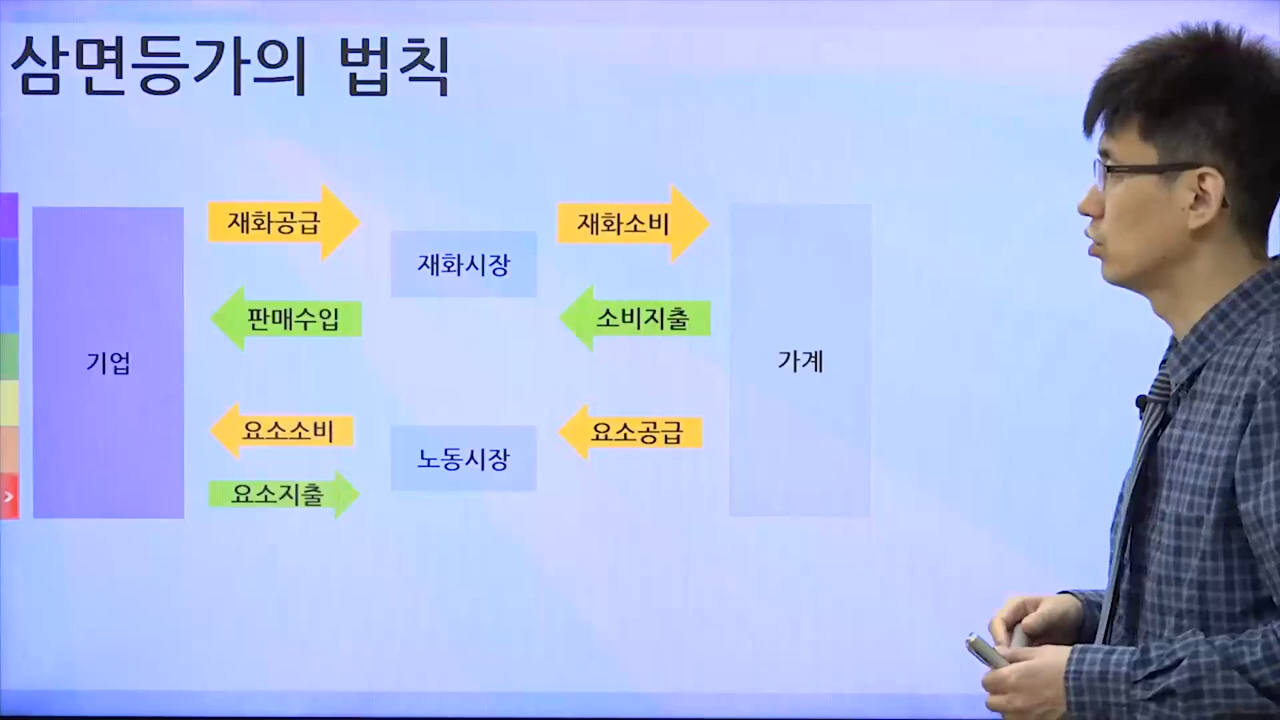 삼면등가의 법칙
재화공급
재화소비
재화시장
판매수입
소비지출
기업
가계
요소소비
요소공급
노동시장
요소지출